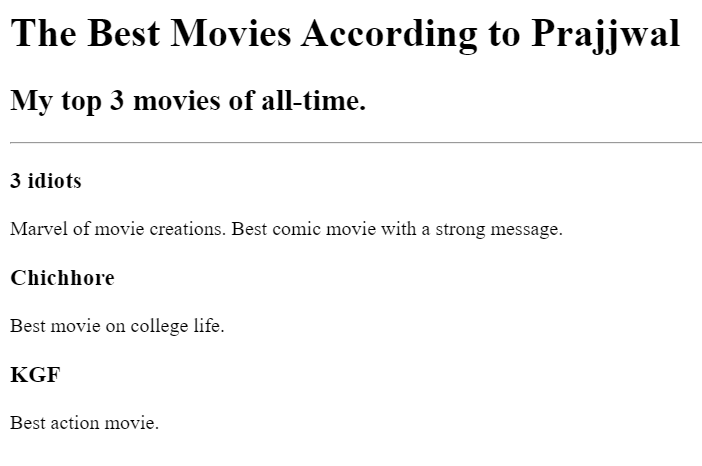 The Best Movies According to Prajjwal
My top 3 movies of all-time.
3 idiots
Marvel of movie creations. Best comic movie with a strong message.
Chichhore
Best movie on college life.
KGF
Best action movie.